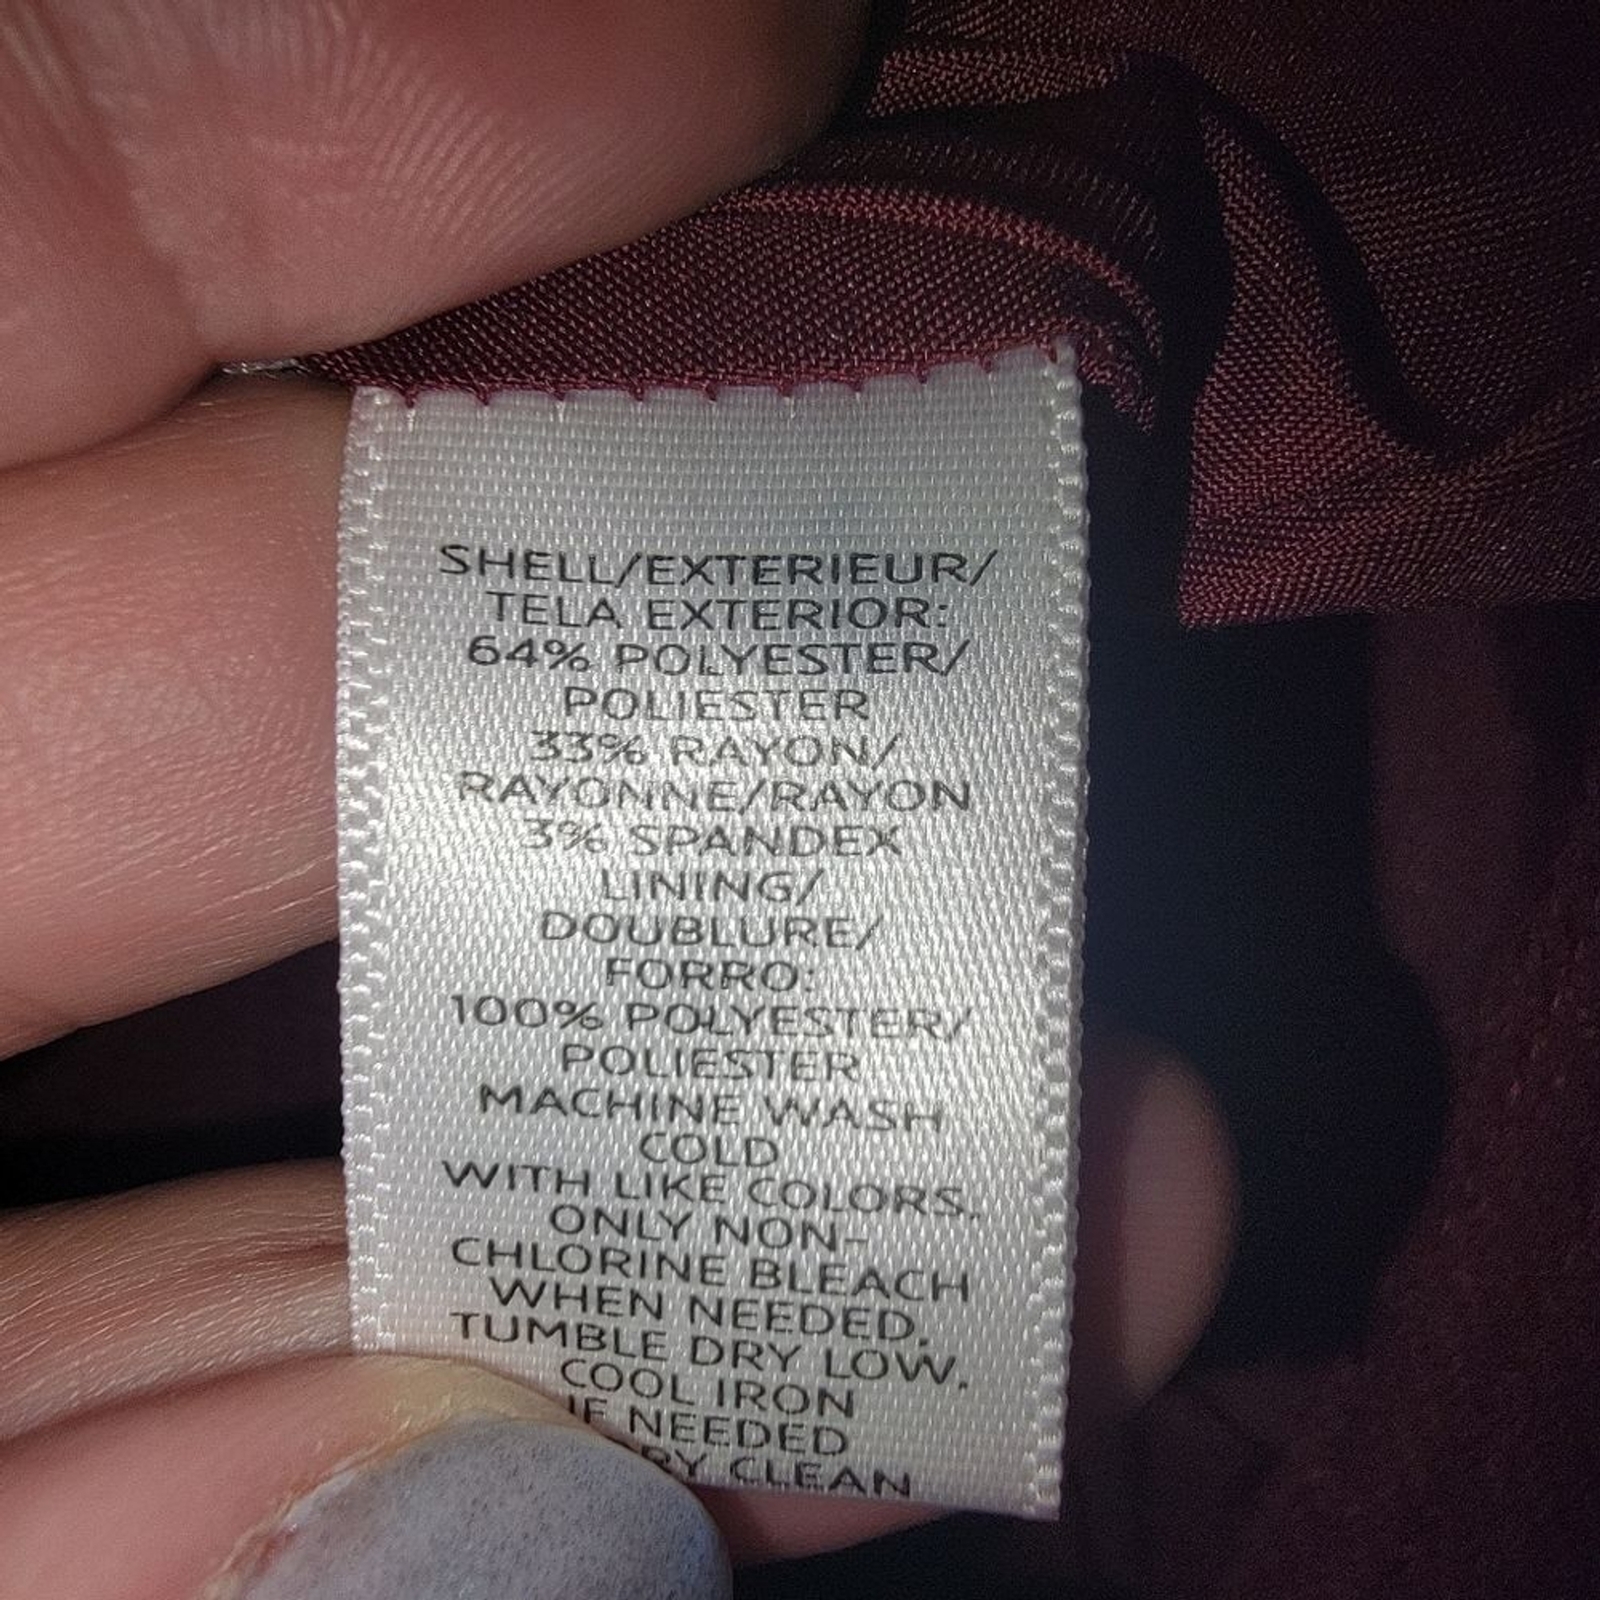 SHELL/EXTERIEUR/
TELA EXTERIOR:
64% POLYESTER/
POLIESTER
33% RAYON/
RAYONNE/RAYON
3% SPANDEX
LINING/
DOUBLURE/
FORRO:
100% POLYESTER/
POLIESTER
MACHINE WASH
COLD
WITH LIKE COLORS.
ONLY NON-
CHLORINE BLEACH
WHEN NEEDED.
TUMBLE DRY LOW.
COOL IRON
IF NEEDED
CLEAN